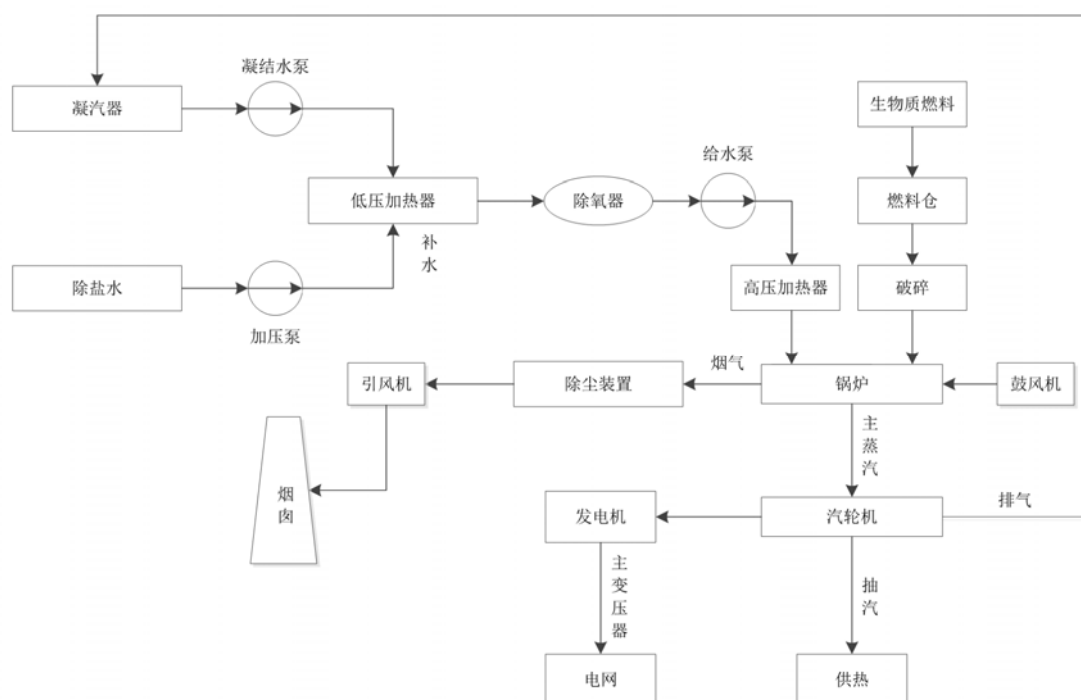 凝结水泵
凝汽器
生物质燃料
给水泵
低压加热器
除氧器
燃料仓
补水
除盐水
高压加热器
破碎
加压泵
烟气
引风机
除尘装置
锅炉
鼓风机
主蒸汽
烟囱
发电机
汽轮机
排气
主变压器
抽汽
电网
供热